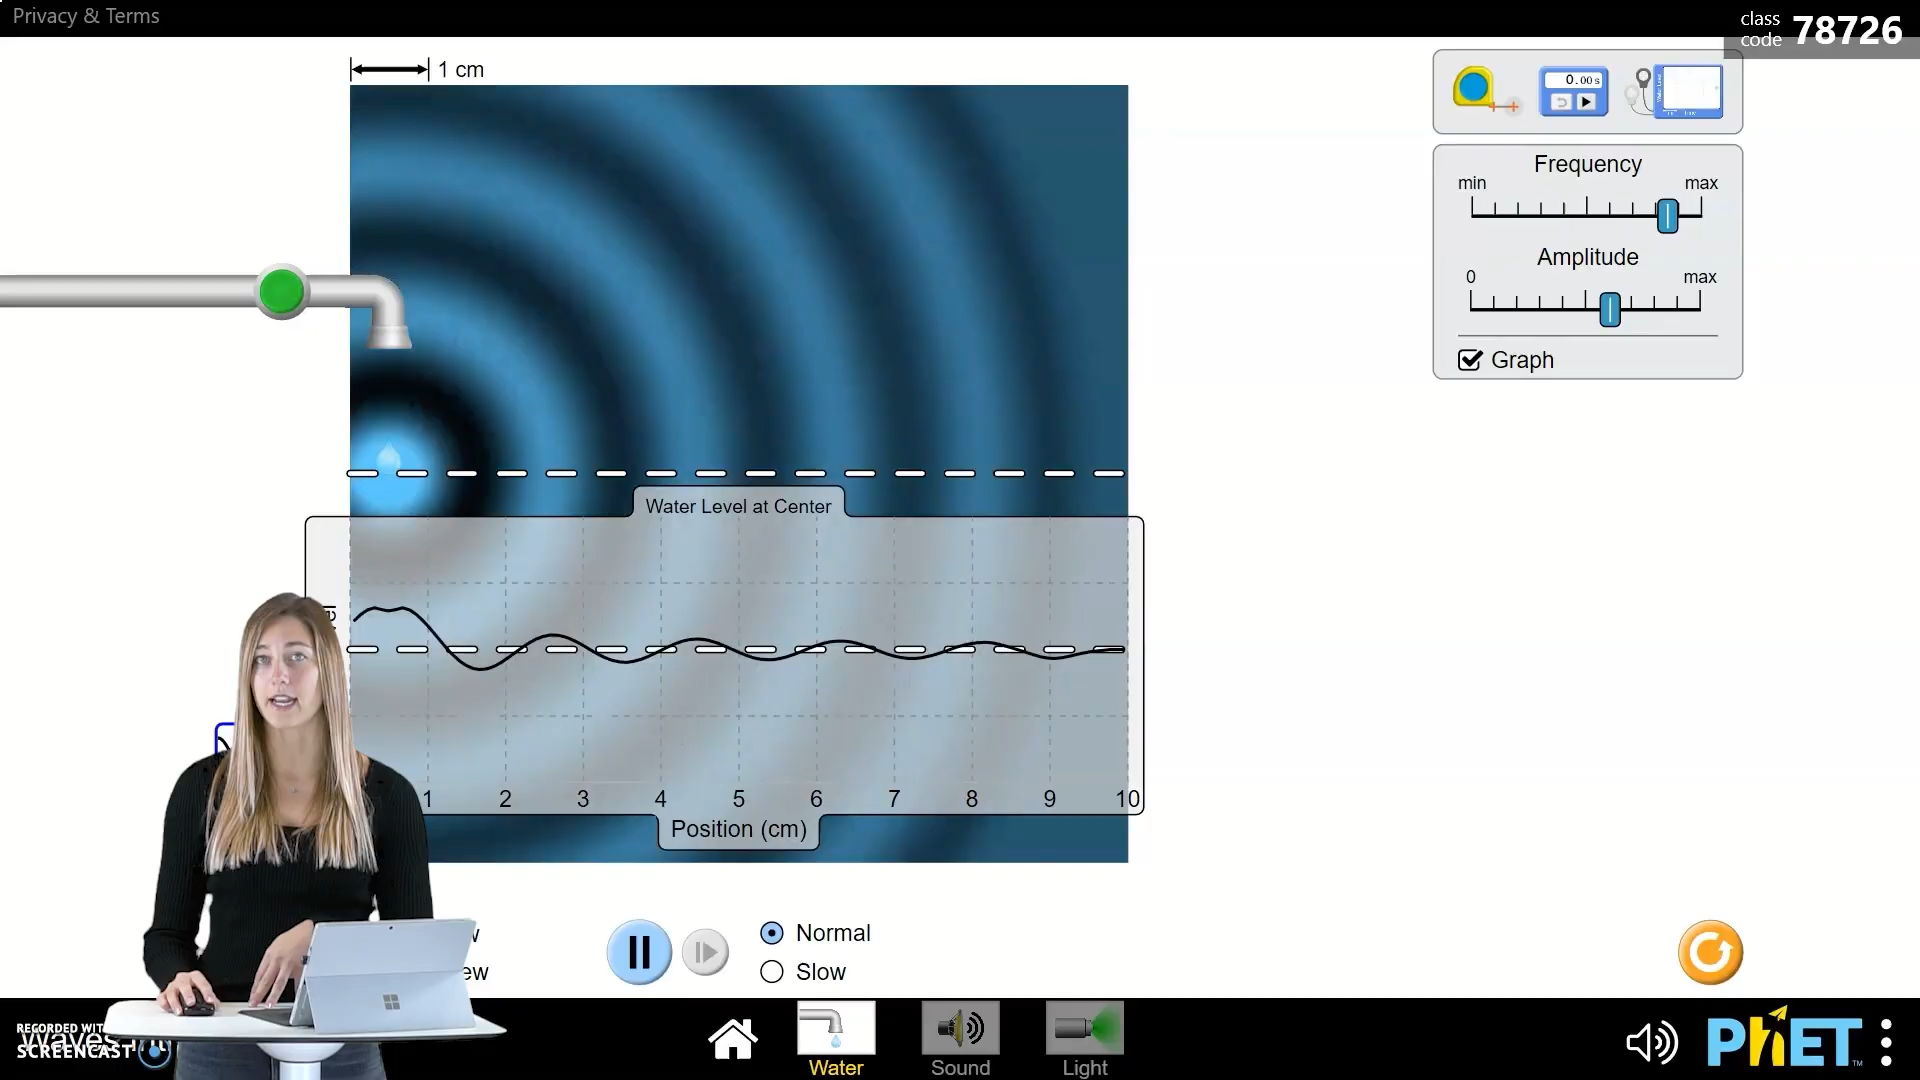 Privacy & Terms
class code 78726
1 cm
0.00 s
Frequency
min max
Amplitude
0 max
Graph
Water Level at Center
1 2 3 4 5 6 7 8 9 10
Position (cm)
Normal
Slow
RECORDED WITH
SCREENCAST
Water
Sound
Light
PhET